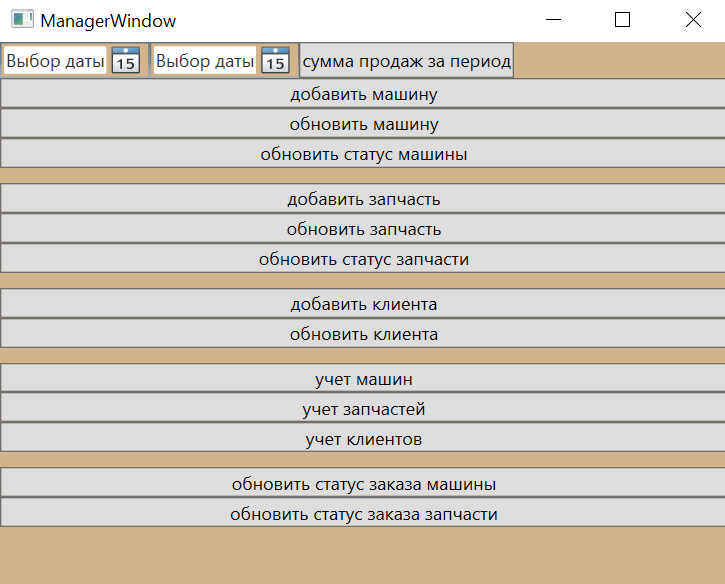 ManagerWindow
Выбор даты 15 Выбор даты 15 сумма продаж за период
добавить машину
обновить машину
обновить статус машины
добавить запчасть
обновить запчасть
обновить статус запчасти
добавить клиента
обновить клиента
учет машин
учет запчастей
учет клиентов
обновить статус заказа машины
обновить статус заказа запчасти